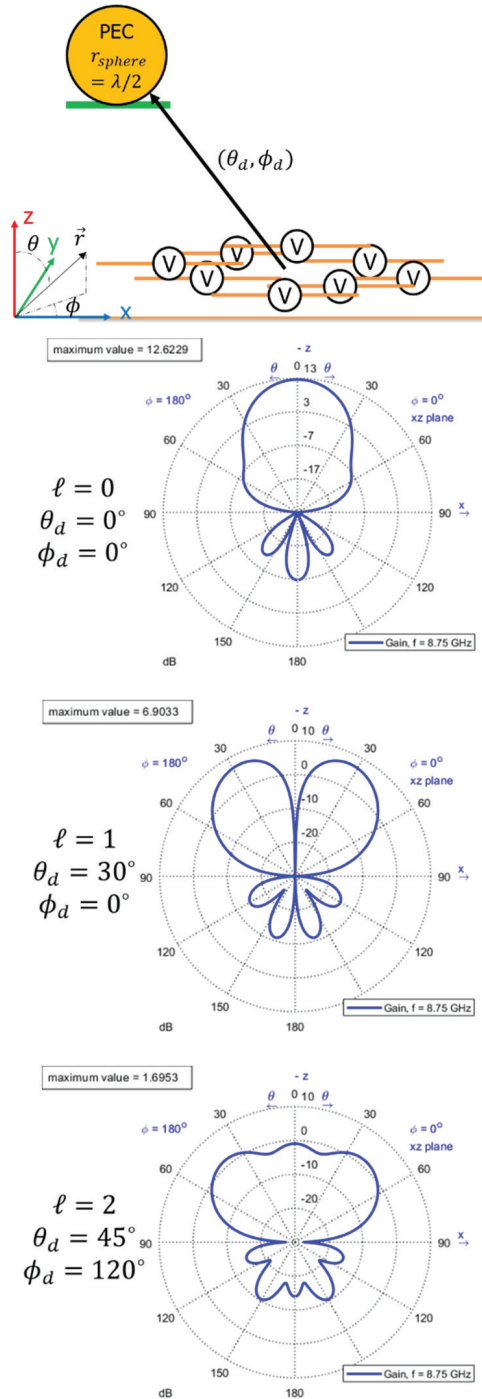 PEC
r_sphere
= λ/2
(θ_d, ϕ_d)
z
θ
y
r⃗
ϕ
x
V V V V V V V V
maximum value = 12.6229
- z
θ 0 13 θ
30 3 30
ϕ = 180° ϕ = 0°
xz plane
60 -7 60
-17
ℓ = 0
θ_d = 0°
ϕ_d = 0°
90 90 x
120 120
150 150
180
dB
Gain, f = 8.75 GHz
maximum value = 6.9033
- z
θ 0 10 θ
30 0 30
ϕ = 180° ϕ = 0°
xz plane
60 -10 60
-20
ℓ = 1
θ_d = 30°
ϕ_d = 0°
90 90 x
120 120
150 150
180
dB
Gain, f = 8.75 GHz
maximum value = 1.6953
- z
θ 0 10 θ
30 0 30
ϕ = 180° ϕ = 0°
xz plane
60 -10 60
-20
ℓ = 2
θ_d = 45°
ϕ_d = 120°
90 90 x
120 120
150 150
180
dB
Gain, f = 8.75 GHz